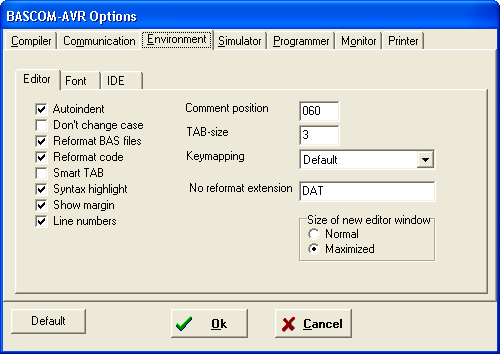 BASCOM-AVR Options
Compiler Communication Environment Simulator Programmer Monitor Printer
Editor Font IDE
Autoindent Comment position 060
Don't change case
Reformat BAS files TAB-size 3
Reformat code Keymapping Default
Smart TAB
Syntax highlight No reformat extension DAT
Show margin
Line numbers Size of new editor window
Normal
Maximized
Default Ok Cancel